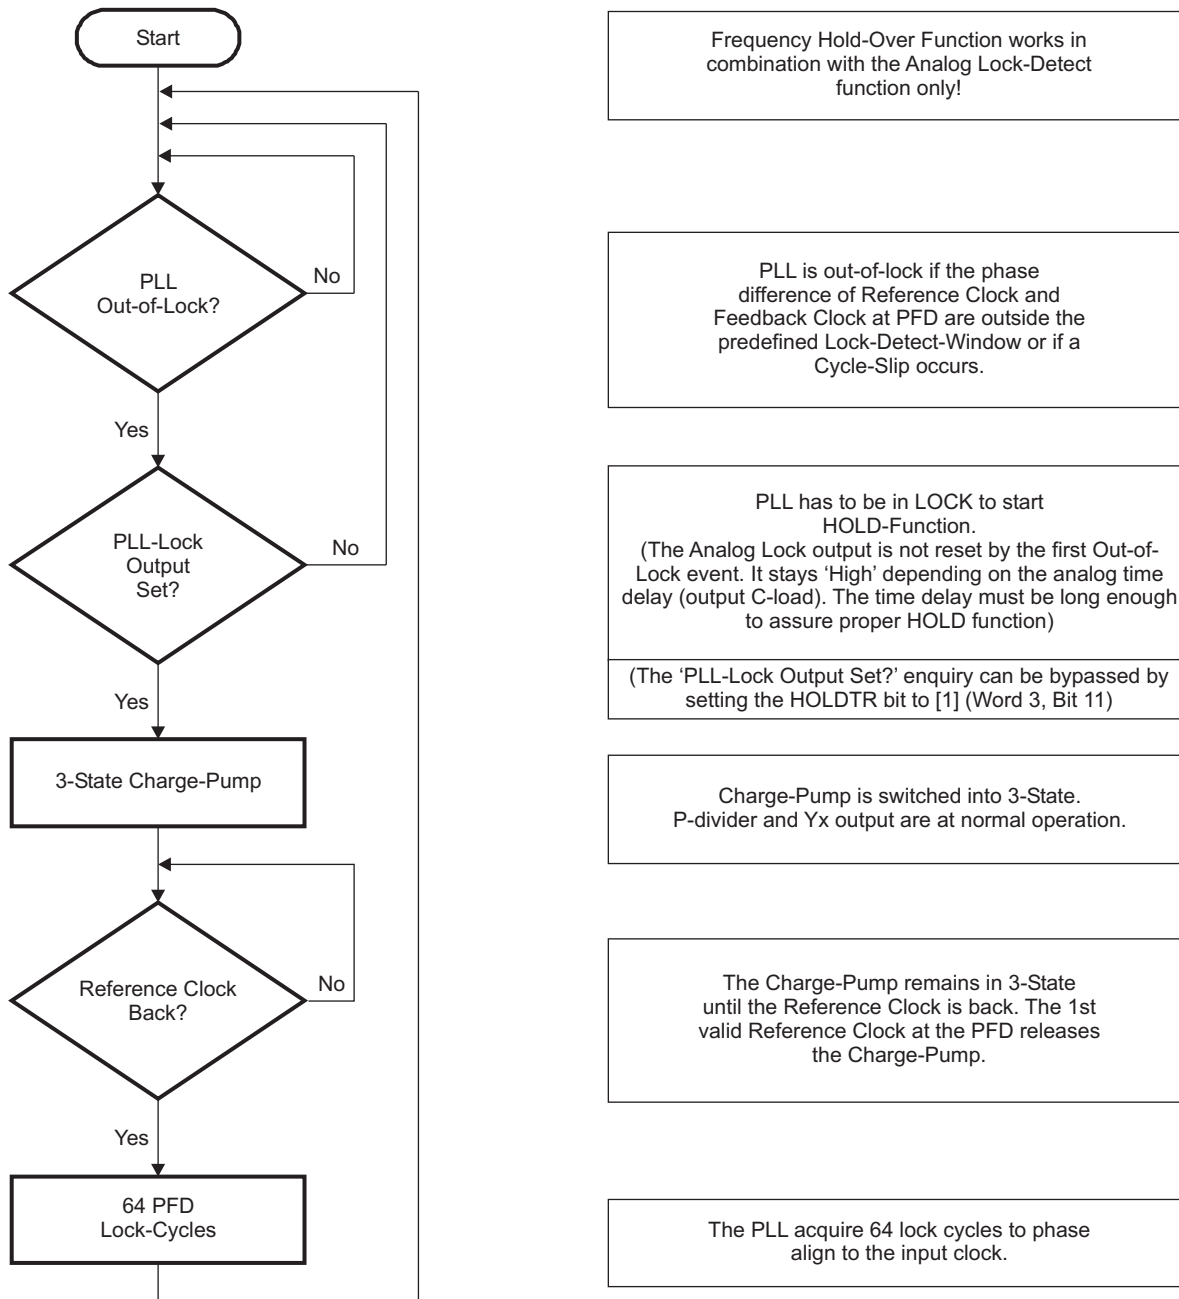 Start
Frequency Hold-Over Function works in
combination with the Analog Lock-Detect
function only!
PLL
Out-of-Lock?
No
Yes
PLL is out-of-lock if the phase
difference of Reference Clock and
Feedback Clock at PFD are outside the
predefined Lock-Detect-Window or if a
Cycle-Slip occurs.
PLL-Lock
Output
Set?
No
Yes
PLL has to be in LOCK to start
HOLD-Function.
(The Analog Lock output is not reset by the first Out-of-
Lock event. It stays ‘High’ depending on the analog time
delay (output C-load). The time delay must be long enough
to assure proper HOLD function)
(The ‘PLL-Lock Output Set?’ enquiry can be bypassed by
setting the HOLDTR bit to [1] (Word 3, Bit 11)
3-State Charge-Pump
Charge-Pump is switched into 3-State.
P-divider and Yx output are at normal operation.
Reference Clock
Back?
No
Yes
The Charge-Pump remains in 3-State
until the Reference Clock is back. The 1st
valid Reference Clock at the PFD releases
the Charge-Pump.
64 PFD
Lock-Cycles
The PLL acquire 64 lock cycles to phase
align to the input clock.